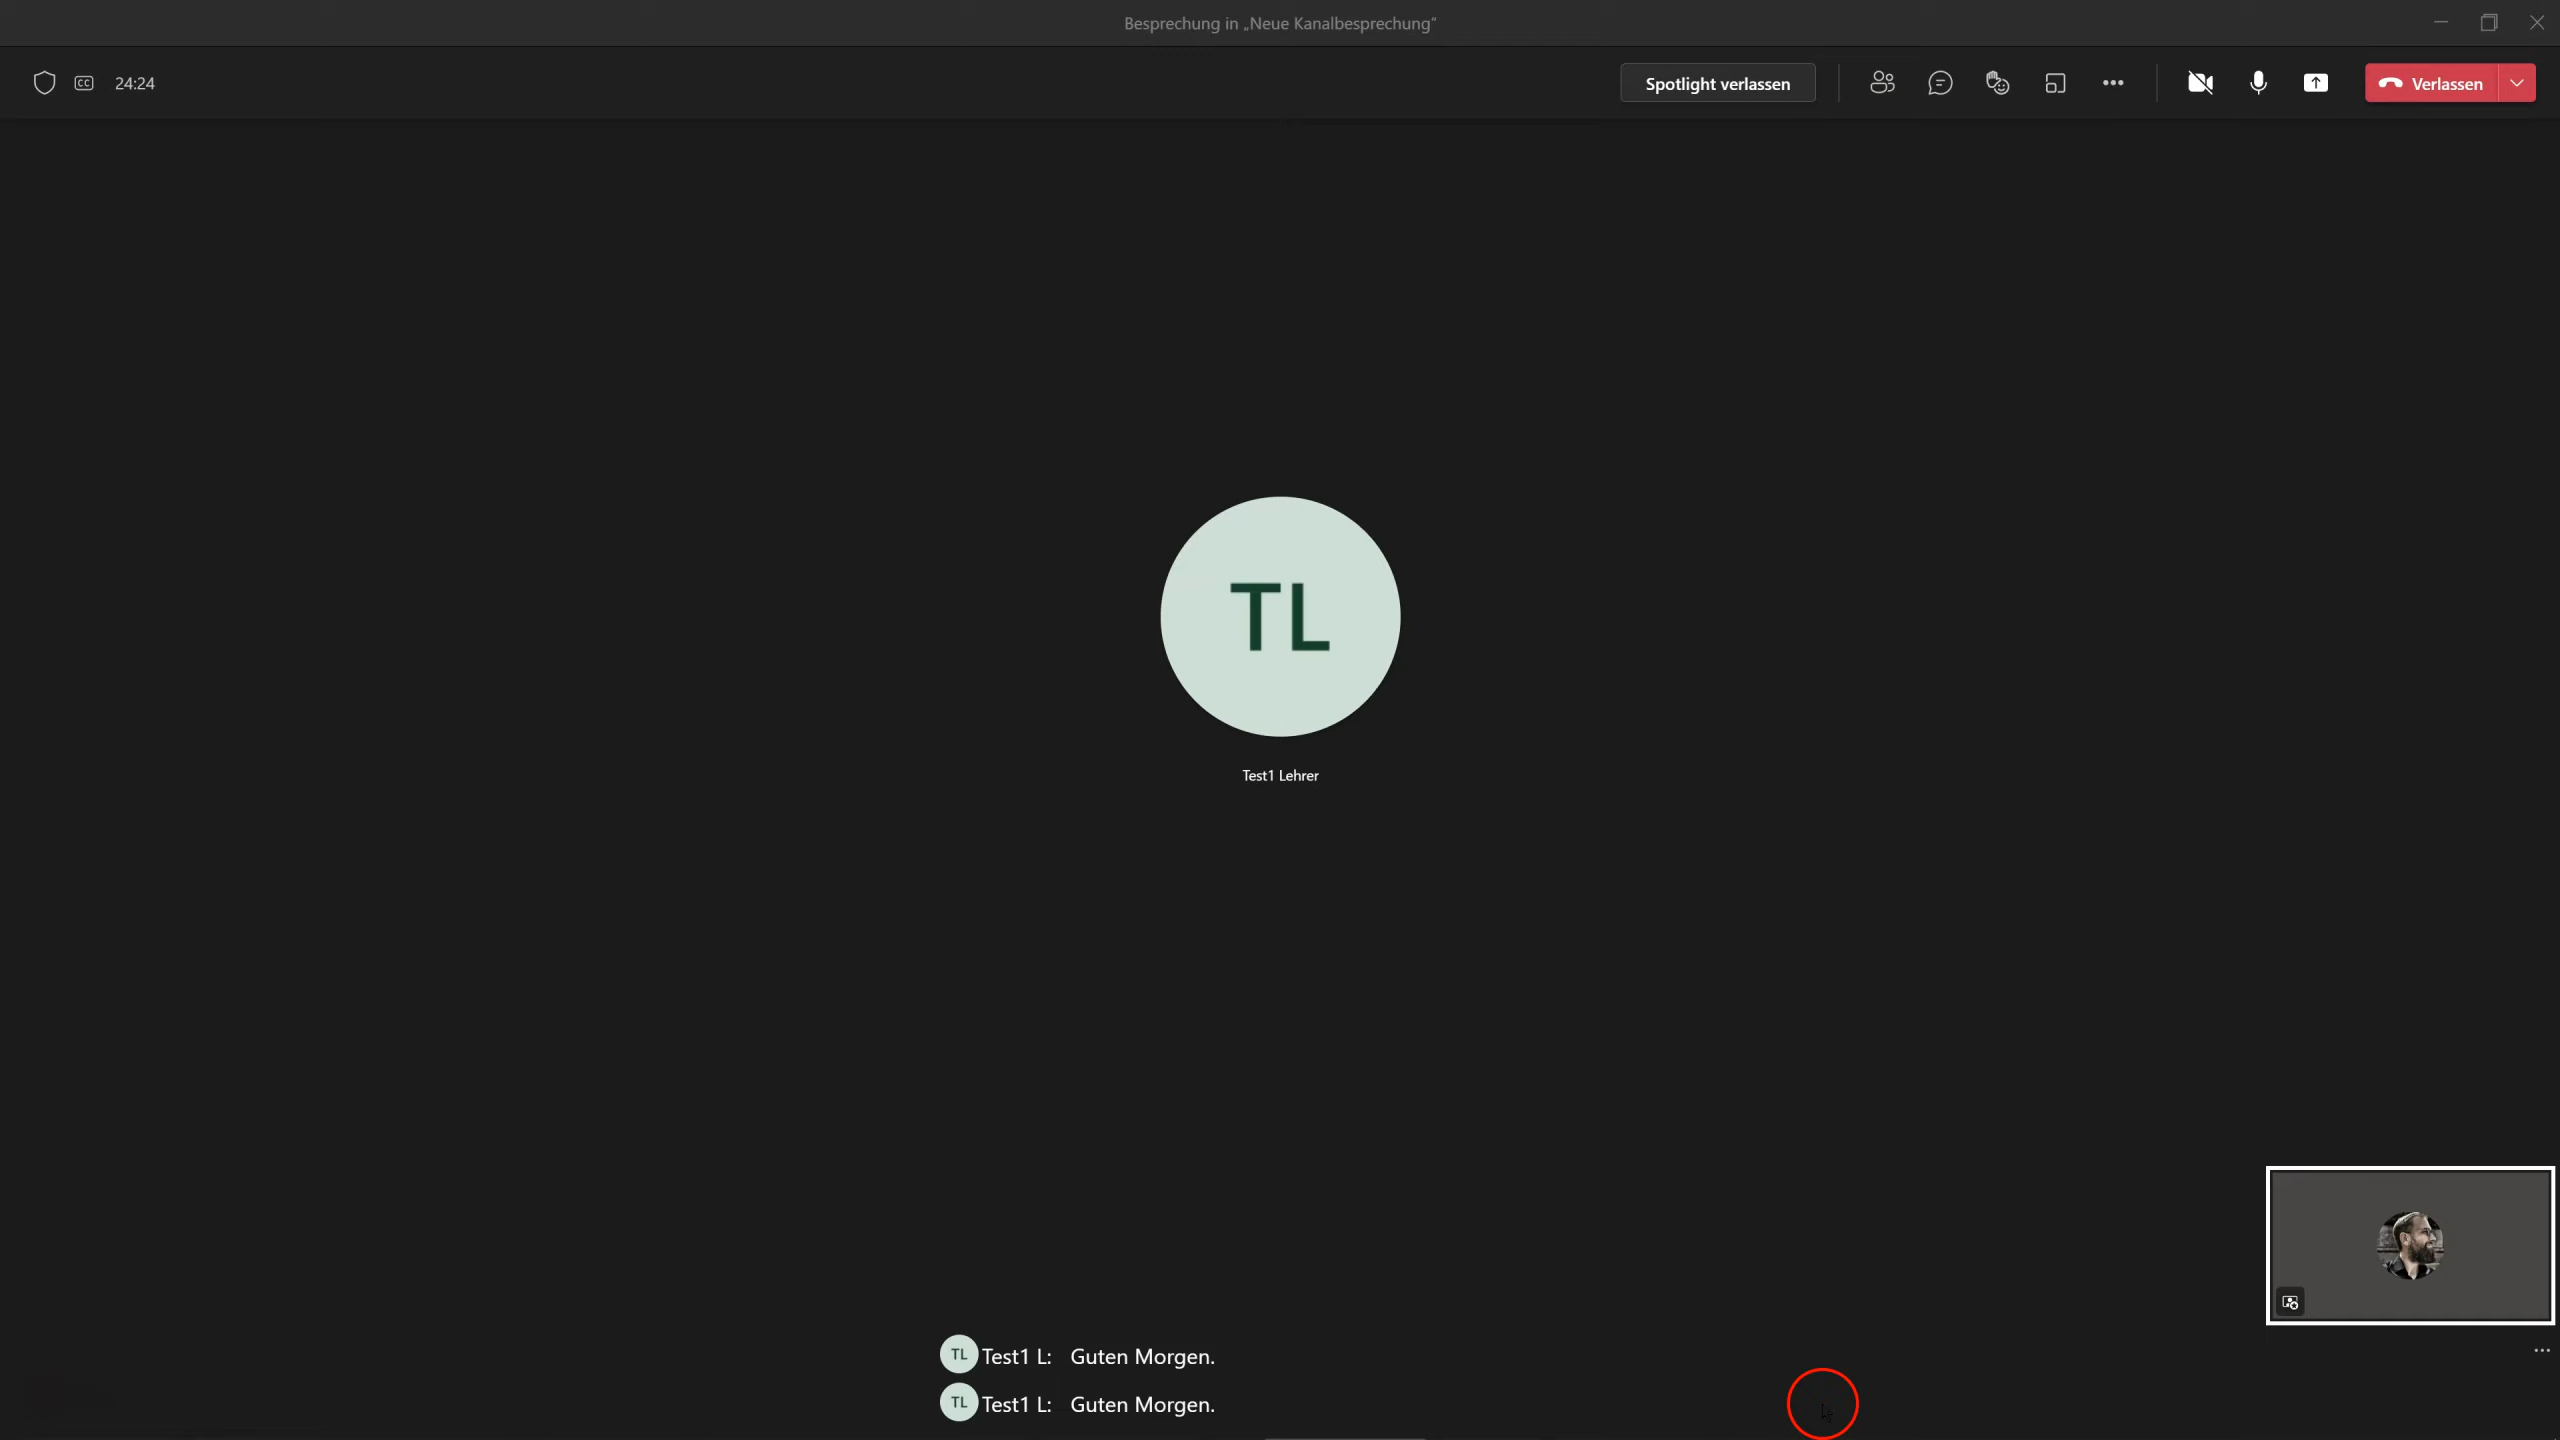 Besprechung in „Neue Kanalbesprechung“
CC 24:24 Spotlight verlassen Verlassen
TL
Test1 Lehrer
TL Test1 L: Guten Morgen.
TL Test1 L: Guten Morgen.